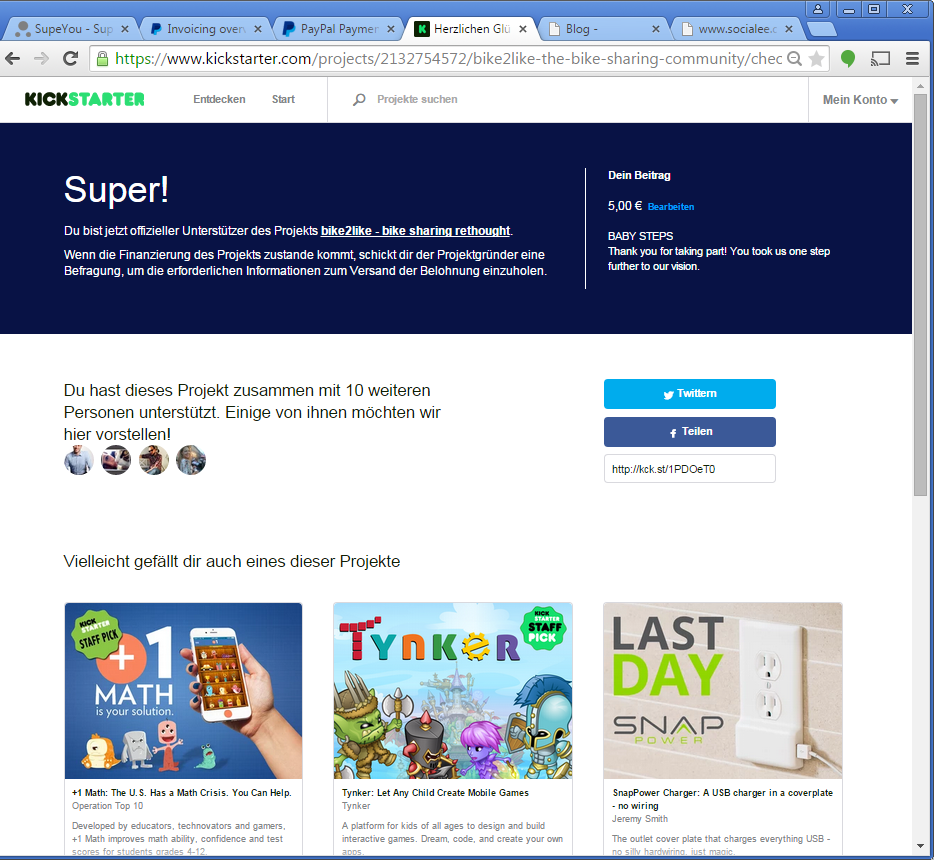 SupeYou - Sup
Invoicing over
PayPal Paymen
Herzlichen Glü
Blog -
www.socialee.c
https://www.kickstarter.com/projects/2132754572/bike2like-the-bike-sharing-community/chec
KICKSTARTER
Entdecken
Start
Projekte suchen
Mein Konto
Super!
Du bist jetzt offizieller Unterstützer des Projekts bike2like - bike sharing rethought.
Wenn die Finanzierung des Projekts zustande kommt, schickt dir der Projektgründer eine
Befragung, um die erforderlichen Informationen zum Versand der Belohnung einzuholen.
Dein Beitrag
5,00 € Bearbeiten
BABY STEPS
Thank you for taking part! You took us one step
further to our vision.
Du hast dieses Projekt zusammen mit 10 weiteren
Personen unterstützt. Einige von ihnen möchten wir
hier vorstellen!
Twittern
Teilen
http://kck.st/1PDOeT0
Vielleicht gefällt dir auch eines dieser Projekte
KICK
STARTER
STAFF PICK
+1
MATH
is your solution.
+1 Math: The U.S. Has a Math Crisis. You Can Help.
Operation Top 10
Developed by educators, technovators and gamers,
+1 Math improves math ability, confidence and test
scores for students grades 4-12.
TYNKER
KICK
STARTER
STAFF
PICK
Tynker: Let Any Child Create Mobile Games
Tynker
A platform for kids of all ages to design and build
interactive games. Dream, code, and create your own
apps.
LAST
DAY
SNAP
POWER
SnapPower Charger: A USB charger in a coverplate
- no wiring
Jeremy Smith
The outlet cover plate that charges everything USB -
no silly hardwiring, just magic.